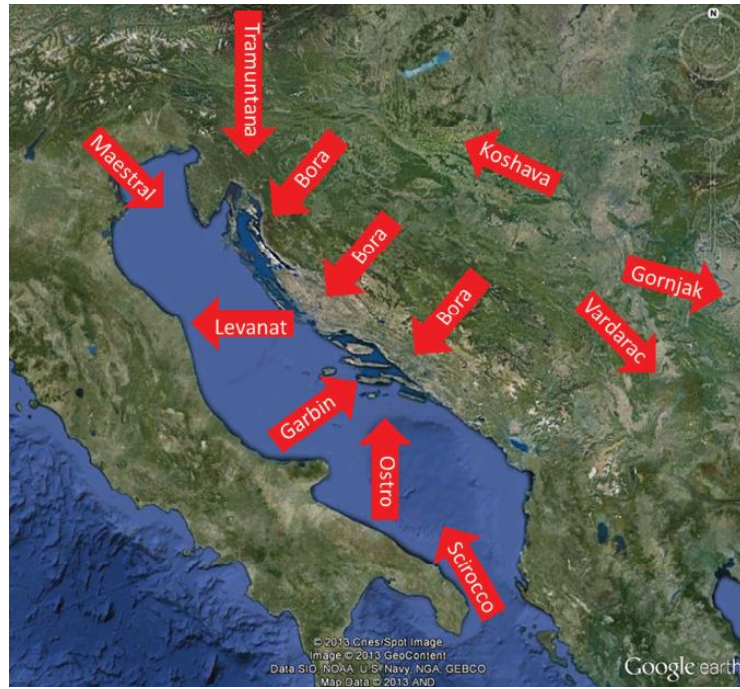 N
Tramuntana
Maestral
Bora
Koshava
Bora
Gornjak
Bora
Vardarac
Levanat
Garbin
Ostro
Scirocco
© 2013 Cnes/Spot Image
Image © 2013 GeoContent
Data SIO, NOAA, U.S. Navy, NGA, GEBCO
Map Data © 2013 AND
Google earth